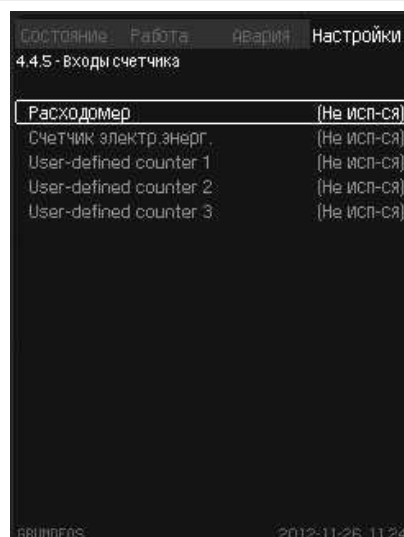 Состояние Работа Авария Настройки
4.4.5 - Входы счетчика
Расходомер (Не исп-ся)
Счетчик электр.энерг. (Не исп-ся)
User-defined counter 1 (Не исп-ся)
User-defined counter 2 (Не исп-ся)
User-defined counter 3 (Не исп-ся)
GRUNDFOS 2012-11-26 11:24